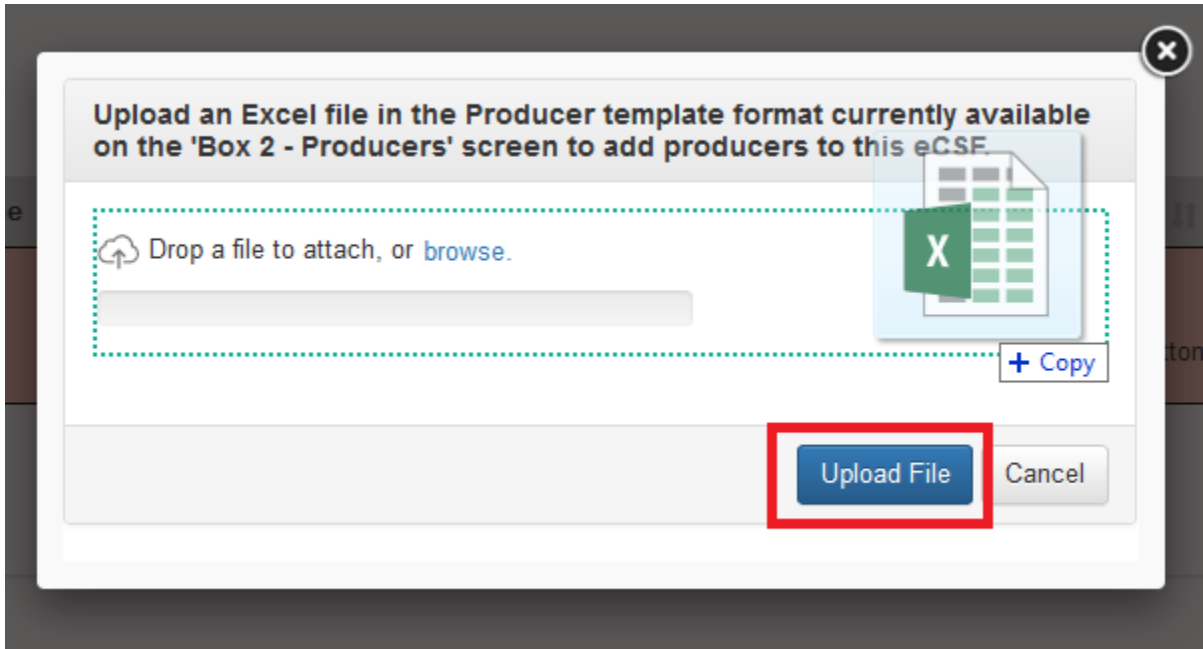 Upload an Excel file in the Producer template format currently available
on the 'Box 2 - Producers' screen to add producers to this eCSF.
e
Drop a file to attach, or browse.
X
+ Copy
tton
Upload File
Cancel